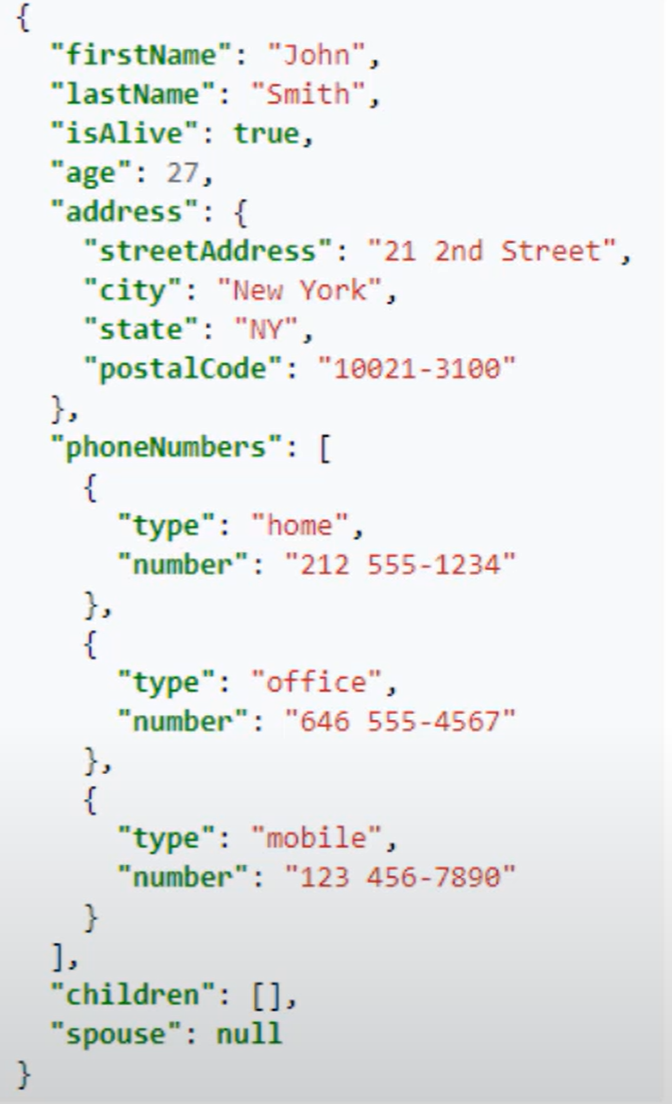 {
  "firstName": "John",
  "lastName": "Smith",
  "isAlive": true,
  "age": 27,
  "address": {
    "streetAddress": "21 2nd Street",
    "city": "New York",
    "state": "NY",
    "postalCode": "10021-3100"
  },
  "phoneNumbers": [
    {
      "type": "home",
      "number": "212 555-1234"
    },
    {
      "type": "office",
      "number": "646 555-4567"
    },
    {
      "type": "mobile",
      "number": "123 456-7890"
    }
  ],
  "children": [],
  "spouse": null
}